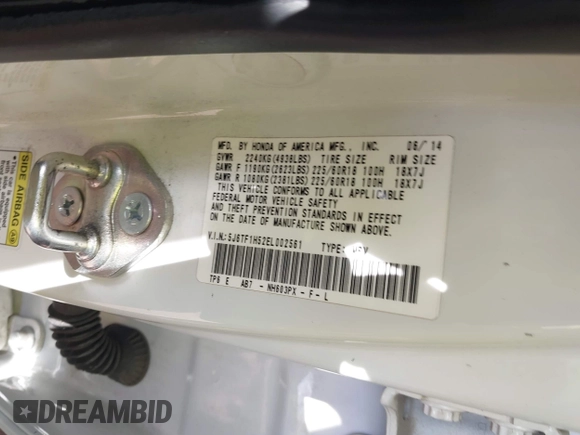 MFD. BY HONDA OF AMERICA MFG., INC. 06/'14
GVWR 2240KG(4938LBS) TIRE SIZE RIM SIZE
GAWR F 1190KG(2623LBS) 225/60R18 100H 18X7J
GAWR R 1080KG(2381LBS) 225/60R18 100H 18X7J
THIS VEHICLE CONFORMS TO ALL APPLICABLE
FEDERAL MOTOR VEHICLE SAFETY, BUMPER,
AND THEFT PREVENTION STANDARDS IN EFFECT
ON THE DATE OF MANUFACTURE SHOWN ABOVE.
V.I.N.: 5J6TF1H52EL002561 TYPE:
TP6 E AB7 - NH603PX - F - L
SIDE AIRBAG
DREAMBID